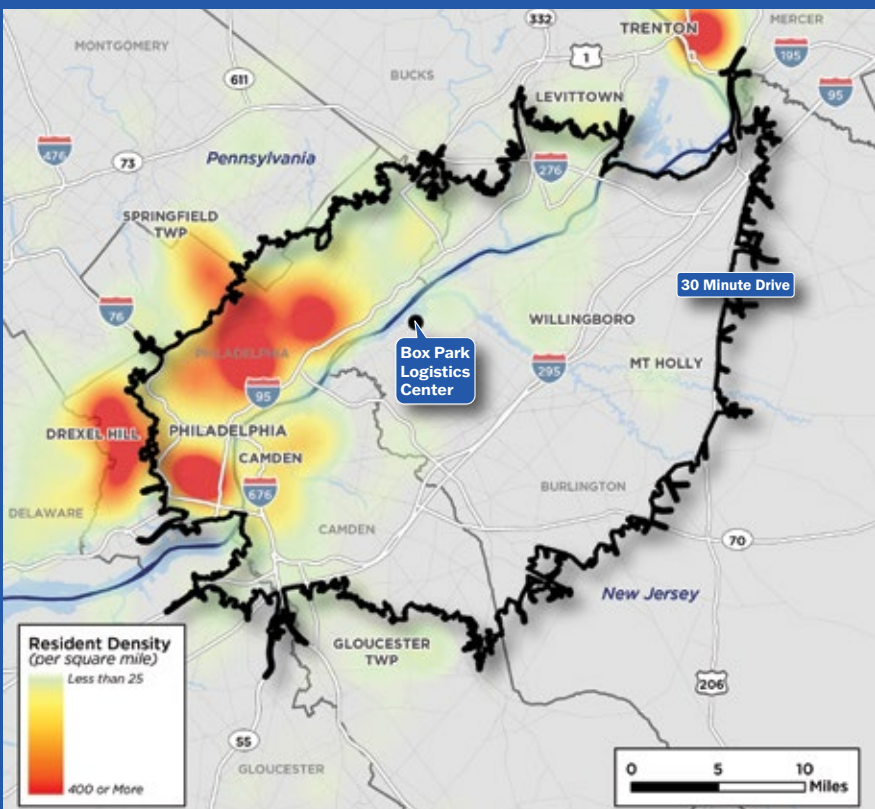 332
TRENTON
MERCER
MONTGOMERY
1
195
611
BUCKS
95
LEVITTOWN
476
73
Pennsylvania
276
SPRINGFIELD
TWP
30 Minute Drive
76
WILLINGBORO
PHILADELPHIA
Box Park
Logistics
Center
295
MT HOLLY
95
DREXEL HILL
PHILADELPHIA
CAMDEN
676
BURLINGTON
DELAWARE
CAMDEN
70
New Jersey
GLOUCESTER
TWP
206
55
GLOUCESTER
Resident Density
(per square mile)
Less than 25
400 or More
0 5 10
Miles